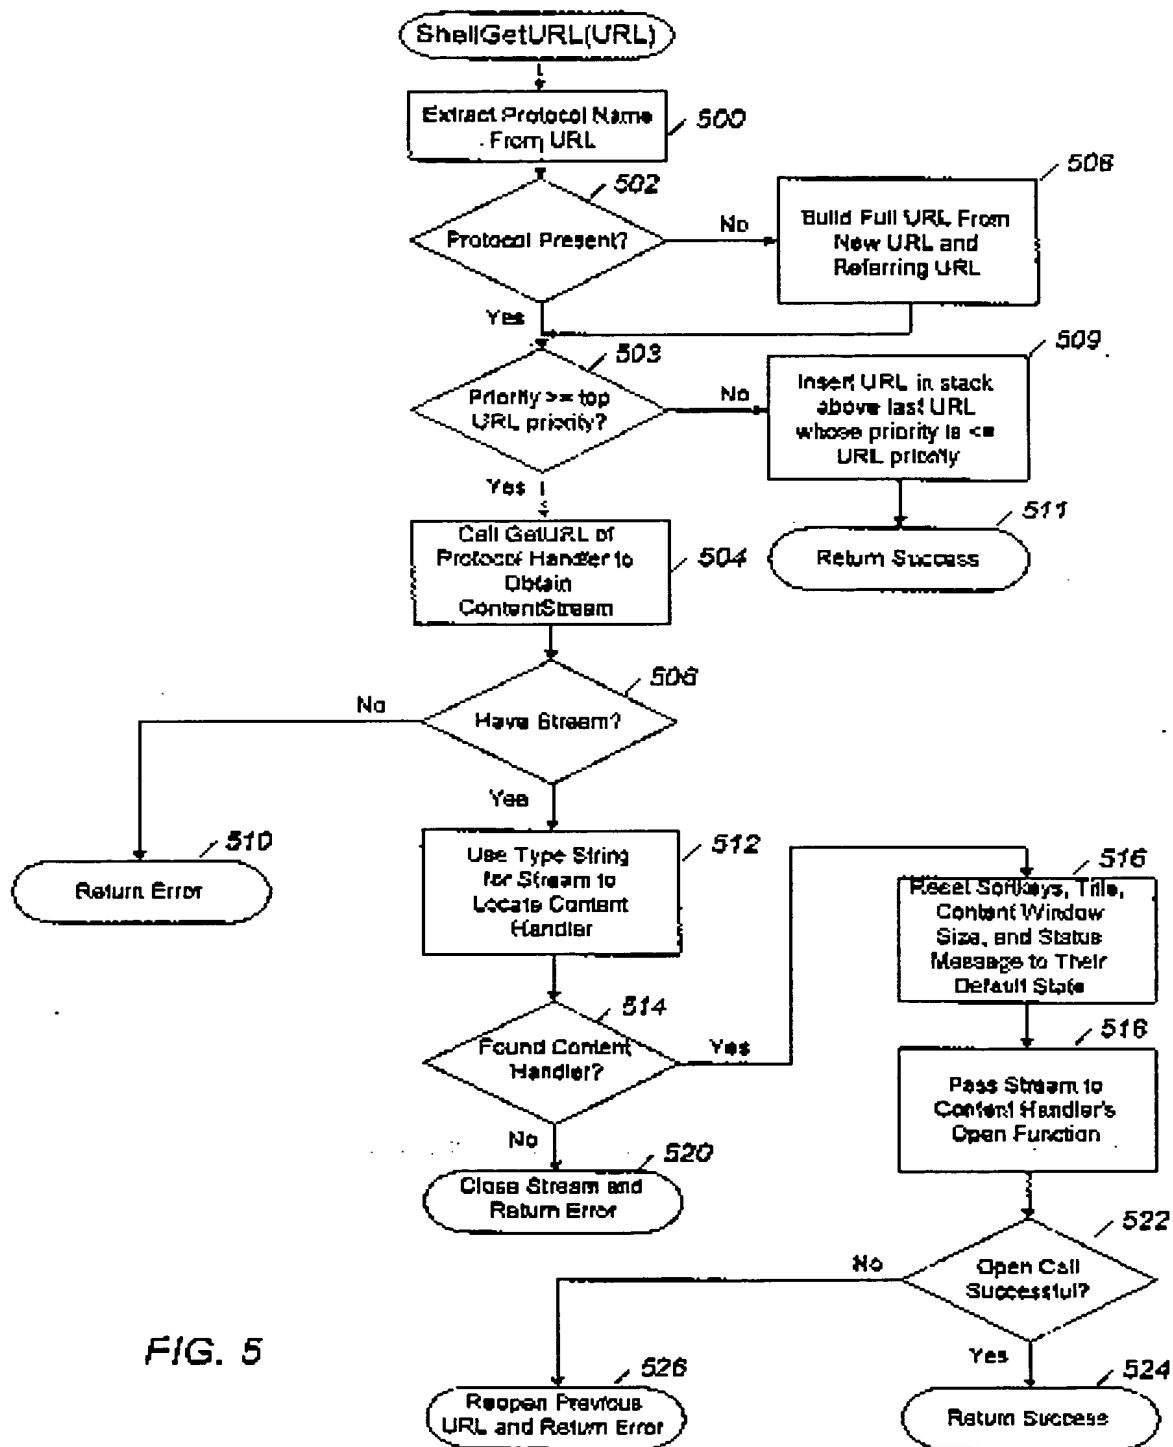 ShellGetURL(URL)
Extract Protocol Name
From URL
500
502
Protocol Present?
No
508
Build Full URL From
New URL and
Referring URL
Yes
503
Priority >= top
URL priority?
No
509
Insert URL in stack
above last URL
whose priority is <=
URL priority
Yes
511
Return Success
Call GetURL of
Protocol Handler to
Obtain
ContentStream
504
506
Have Stream?
No
Yes
510
Return Error
Use Type String
for Stream to
Locate Content
Handler
512
516
Reset Softkeys, Title,
Content Window
Size, and Status
Message to Their
Default State
514
Found Content
Handler?
Yes
No
516
Pass Stream to
Content Handler's
Open Function
520
Close Stream and
Return Error
522
Open Call
Successful?
No
Yes
FIG. 5
526
Reopen Previous
URL and Return Error
524
Return Success